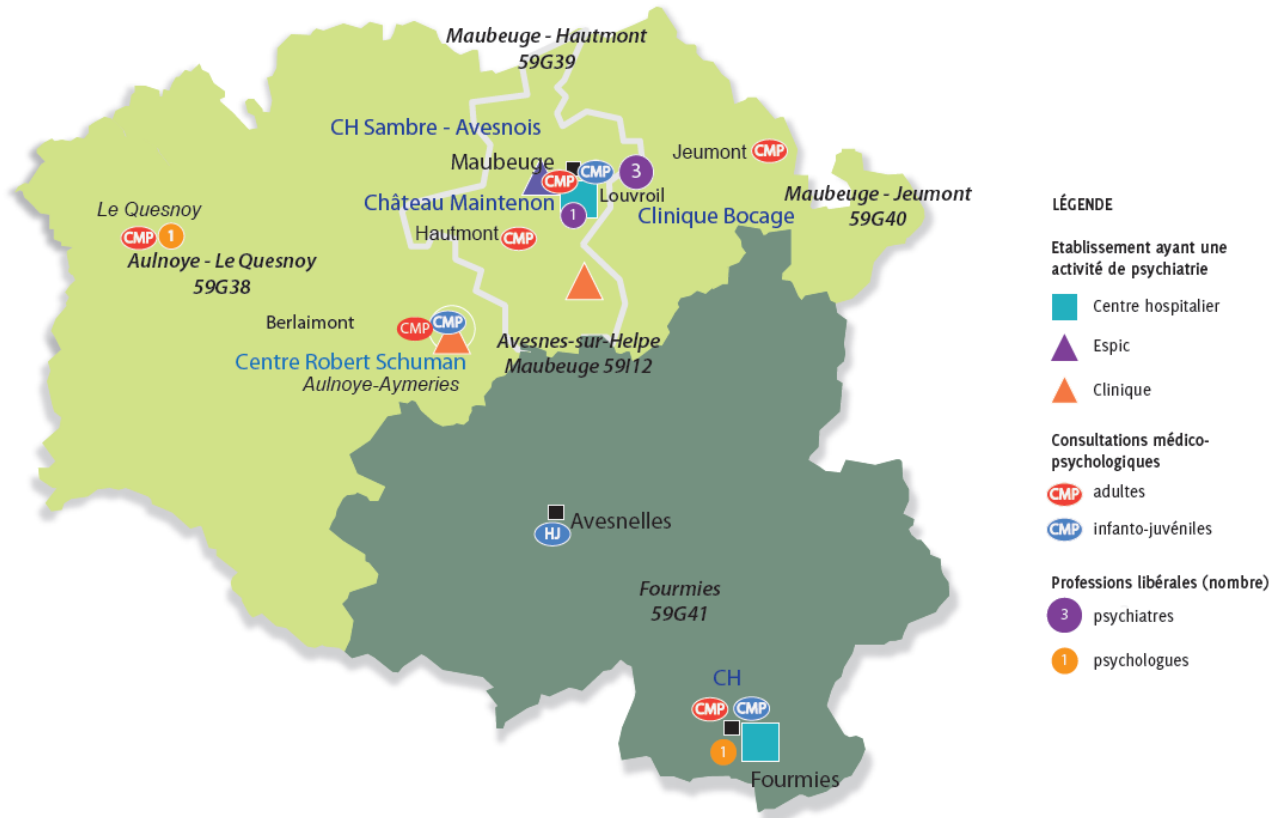 Maubeuge - Hautmont
59G39
CH Sambre - Avesnois
Maubeuge
CMP
CMP
3
Jeumont
CMP
Château Maintenon
Louvroil
1
Clinique Bocage
Maubeuge - Jeumont
59G40
Le Quesnoy
CMP
1
Aulnoye - Le Quesnoy
59G38
Hautmont
CMP
Berlaimont
CMP
CMP
Centre Robert Schuman
Aulnoye-Aymeries
Avesnes-sur-Helpe
Maubeuge 59I12
Avesnelles
HJ
Fourmies
59G41
CH
CMP
CMP
1
Fourmies
LÉGENDE
Etablissement ayant une
activité de psychiatrie
Centre hospitalier
Espic
Clinique
Consultations médico-
psychologiques
CMP adultes
CMP infanto-juvéniles
Professions libérales (nombre)
3 psychiatres
1 psychologues